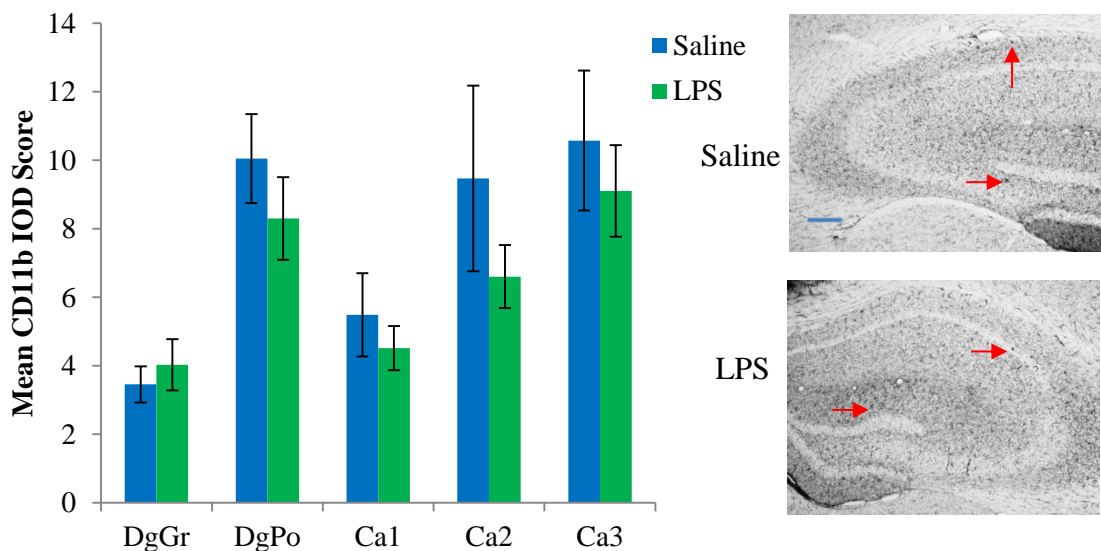 Mean CD11b IOD Score
14
12
10
8
6
4
2
0
DgGr DgPo Ca1 Ca2 Ca3
Saline
LPS
Saline
LPS